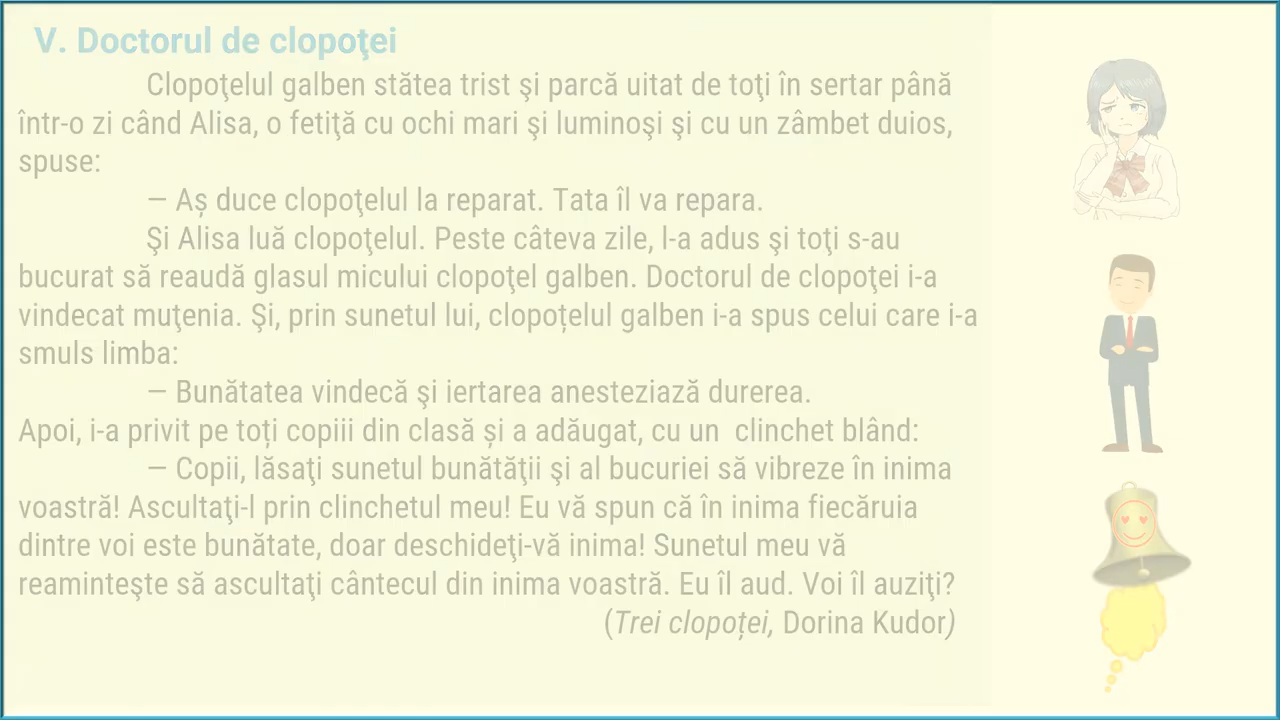 V. Doctorul de clopoţei
Clopoţelul galben stătea trist şi parcă uitat de toţi în sertar până
într-o zi când Alisa, o fetiţă cu ochi mari şi luminoşi şi cu un zâmbet duios,
spuse:
— Aș duce clopoţelul la reparat. Tata îl va repara.
Şi Alisa luă clopoţelul. Peste câteva zile, l-a adus şi toţi s-au
bucurat să reaudă glasul micului clopoţel galben. Doctorul de clopoţei i-a
vindecat muţenia. Şi, prin sunetul lui, clopoțelul galben i-a spus celui care i-a
smuls limba:
— Bunătatea vindecă şi iertarea anesteziază durerea.
Apoi, i-a privit pe toți copiii din clasă și a adăugat, cu un  clinchet blând:
— Copii, lăsaţi sunetul bunătăţii şi al bucuriei să vibreze în inima
voastră! Ascultaţi-l prin clinchetul meu! Eu vă spun că în inima fiecăruia
dintre voi este bunătate, doar deschideţi-vă inima! Sunetul meu vă
reaminteşte să ascultaţi cântecul din inima voastră. Eu îl aud. Voi îl auziţi?
(Trei clopoței, Dorina Kudor)